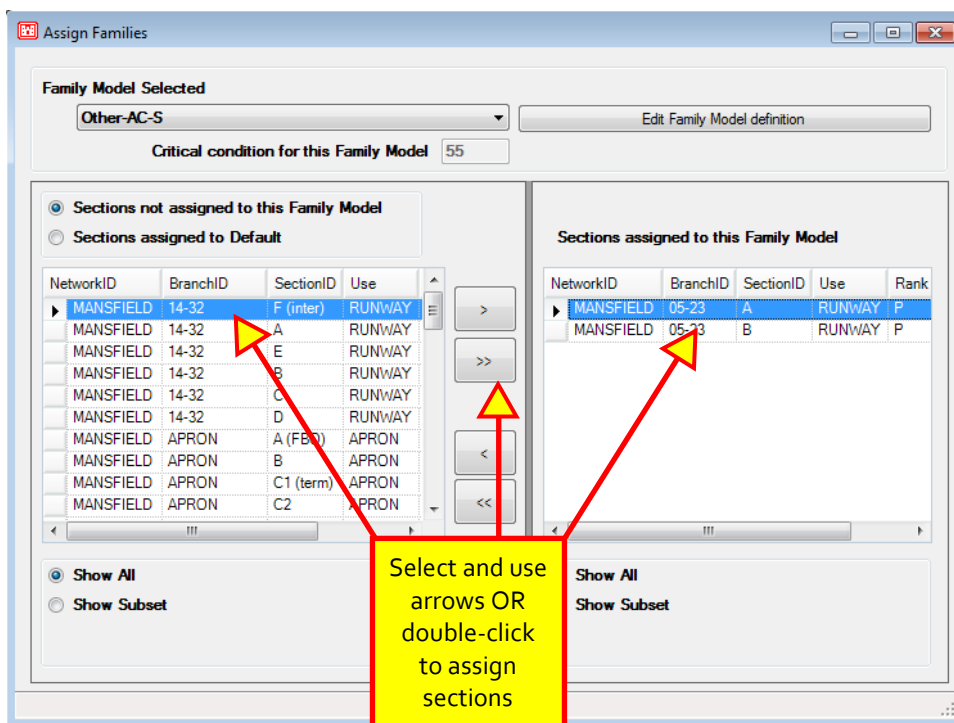 Assign Families
Family Model Selected
Other-AC-S
Edit Family Model definition
Critical condition for this Family Model 55
Sections not assigned to this Family Model
Sections assigned to Default
NetworkID BranchID SectionID Use
MANSFIELD 14-32 F (inter) RUNWAY
MANSFIELD 14-32 A RUNWAY
MANSFIELD 14-32 E RUNWAY
MANSFIELD 14-32 B RUNWAY
MANSFIELD 14-32 C RUNWAY
MANSFIELD 14-32 D RUNWAY
MANSFIELD APRON A (FBO) APRON
MANSFIELD APRON B APRON
MANSFIELD APRON C1 (term) APRON
MANSFIELD APRON C2 APRON
>
>>
<
<<
Sections assigned to this Family Model
NetworkID BranchID SectionID Use Rank
MANSFIELD 05-23 A RUNWAY P
MANSFIELD 05-23 B RUNWAY P
Show All
Show Subset
Select and use
arrows OR
double-click
to assign
sections
Show All
Show Subset